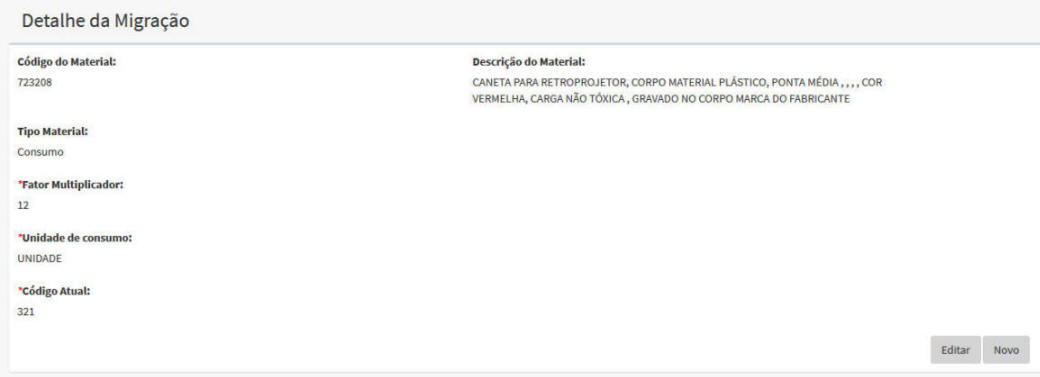 Detalhe da Migração
Código do Material:
723208
Descrição do Material:
CANETA PARA RETROPROJETOR, CORPO MATERIAL PLÁSTICO, PONTA MÉDIA , , , , COR
VERMELHA, CARGA NÃO TÓXICA , GRAVADO NO CORPO MARCA DO FABRICANTE
Tipo Material:
Consumo
*Fator Multiplicador:
12
*Unidade de consumo:
UNIDADE
*Código Atual:
321
Editar Novo